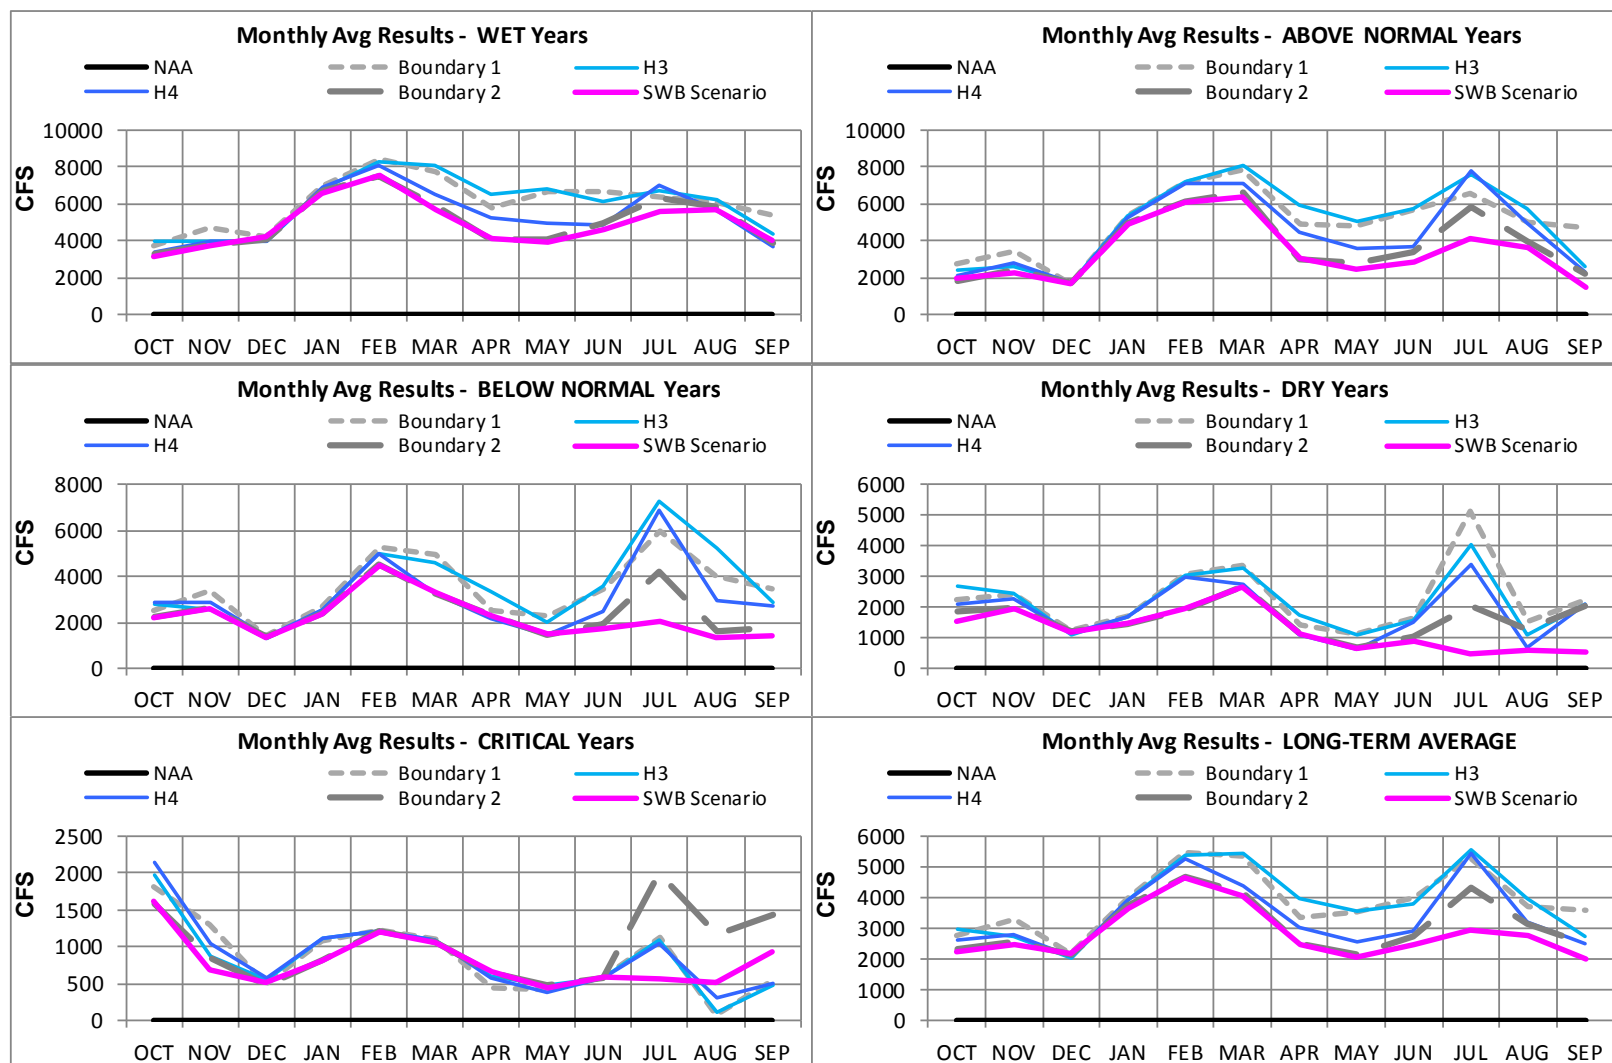 Monthly Avg Results - WET Years
NAA Boundary 1 H3
H4 Boundary 2 SWB Scenario
CFS
10000
8000
6000
4000
2000
0
OCT NOV DEC JAN FEB MAR APR MAY JUN JUL AUG SEP
Monthly Avg Results - ABOVE NORMAL Years
NAA Boundary 1 H3
H4 Boundary 2 SWB Scenario
CFS
10000
8000
6000
4000
2000
0
OCT NOV DEC JAN FEB MAR APR MAY JUN JUL AUG SEP
Monthly Avg Results - BELOW NORMAL Years
NAA Boundary 1 H3
H4 Boundary 2 SWB Scenario
CFS
8000
6000
4000
2000
0
OCT NOV DEC JAN FEB MAR APR MAY JUN JUL AUG SEP
Monthly Avg Results - DRY Years
NAA Boundary 1 H3
H4 Boundary 2 SWB Scenario
CFS
6000
5000
4000
3000
2000
1000
0
OCT NOV DEC JAN FEB MAR APR MAY JUN JUL AUG SEP
Monthly Avg Results - CRITICAL Years
NAA Boundary 1 H3
H4 Boundary 2 SWB Scenario
CFS
2500
2000
1500
1000
500
0
OCT NOV DEC JAN FEB MAR APR MAY JUN JUL AUG SEP
Monthly Avg Results - LONG-TERM AVERAGE
NAA Boundary 1 H3
H4 Boundary 2 SWB Scenario
CFS
6000
5000
4000
3000
2000
1000
0
OCT NOV DEC JAN FEB MAR APR MAY JUN JUL AUG SEP